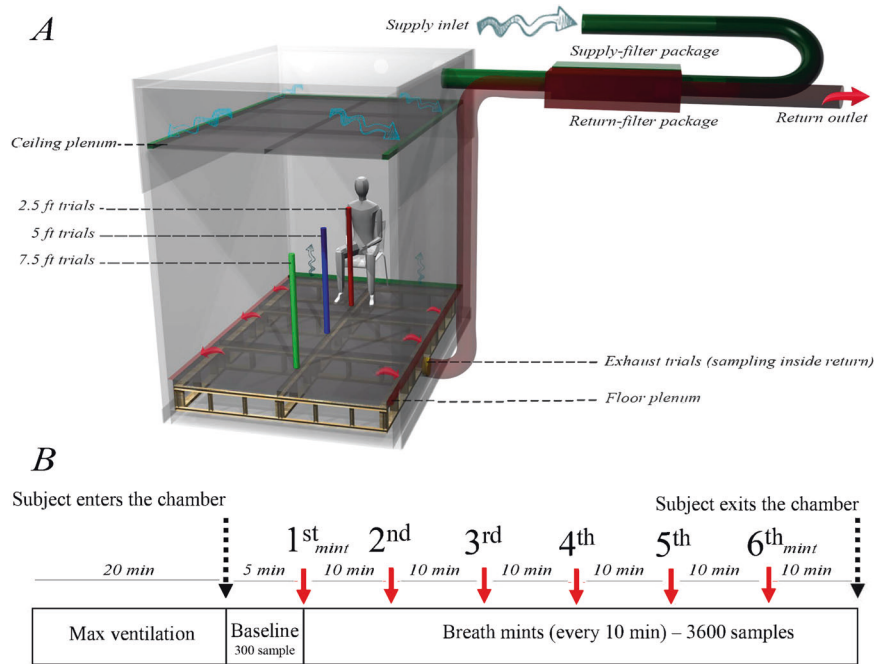 A
Supply inlet
Supply-filter package
Return-filter package
Return outlet
Ceiling plenum
2.5 ft trials
5 ft trials
7.5 ft trials
Exhaust trials (sampling inside return)
Floor plenum
B
Subject enters the chamber
Subject exits the chamber
1st mint 2nd 3rd 4th 5th 6th mint
20 min 5 min 10 min 10 min 10 min 10 min 10 min 10 min
Max ventilation
Baseline
300 sample
Breath mints (every 10 min) – 3600 samples